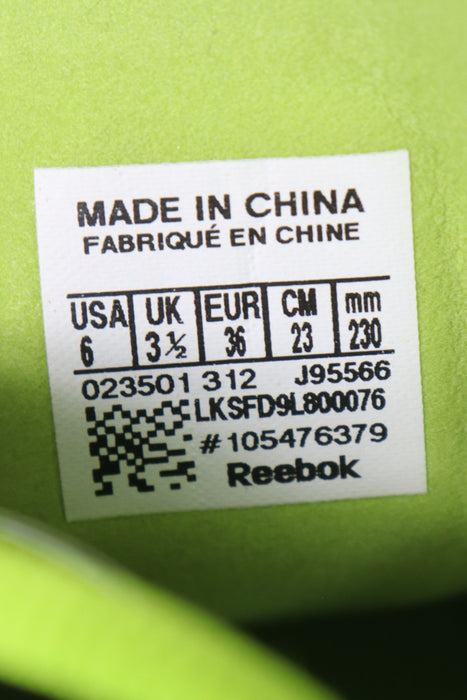 MADE IN CHINA
FABRIQUÉ EN CHINE
USA UK EUR CM mm
6 3 ½ 36 23 230
023501 312 J95566
LKSFD9L800076
#105476379
Reebok